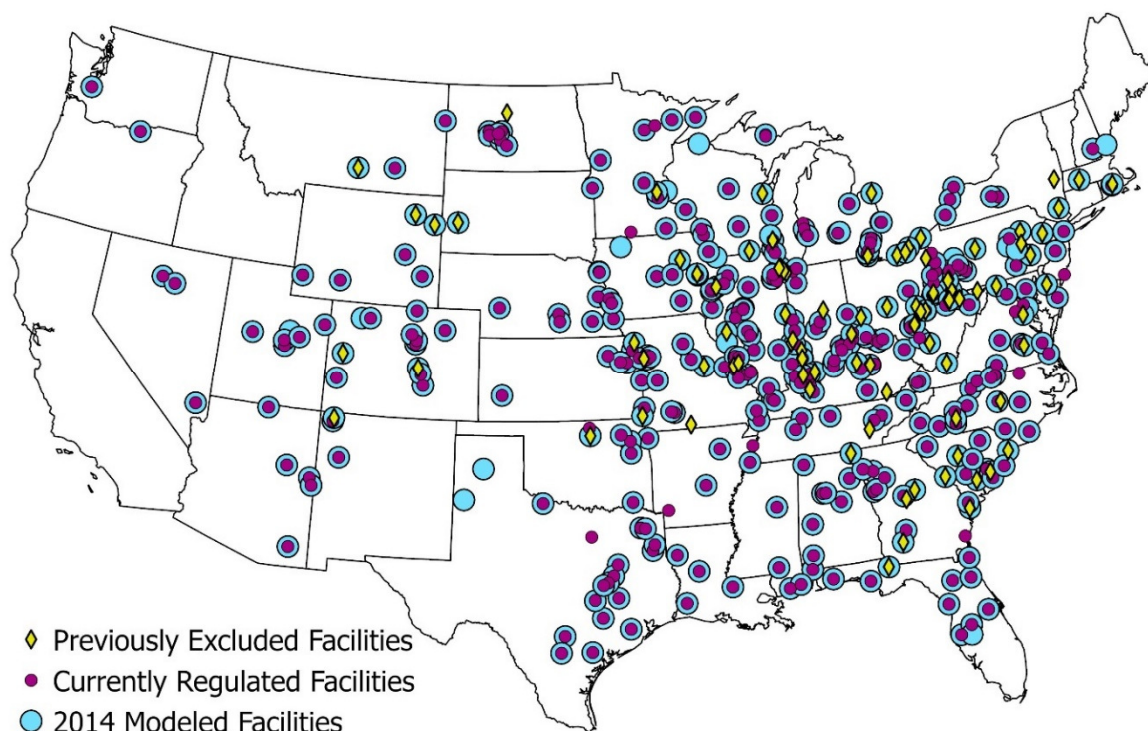 Previously Excluded Facilities
Currently Regulated Facilities
2014 Modeled Facilities